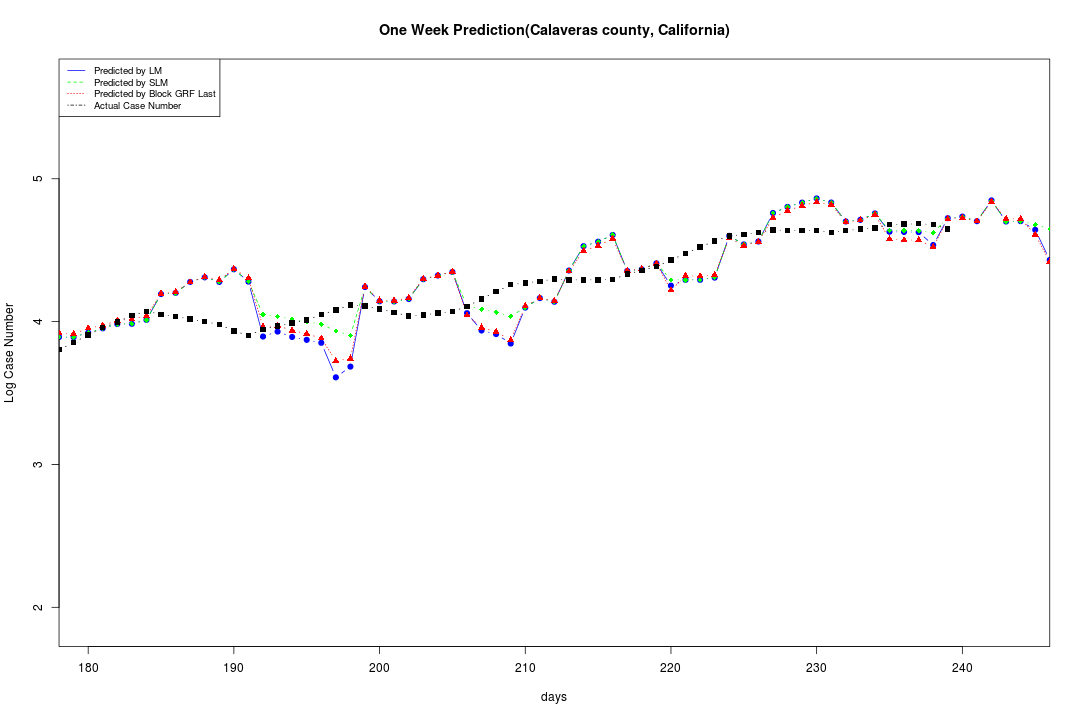 One Week Prediction(Calaveras county, California)
Predicted by LM
Predicted by SLM
Predicted by Block GRF Last
Actual Case Number
5
4
3
2
Log Case Number
180 190 200 210 220 230 240
days